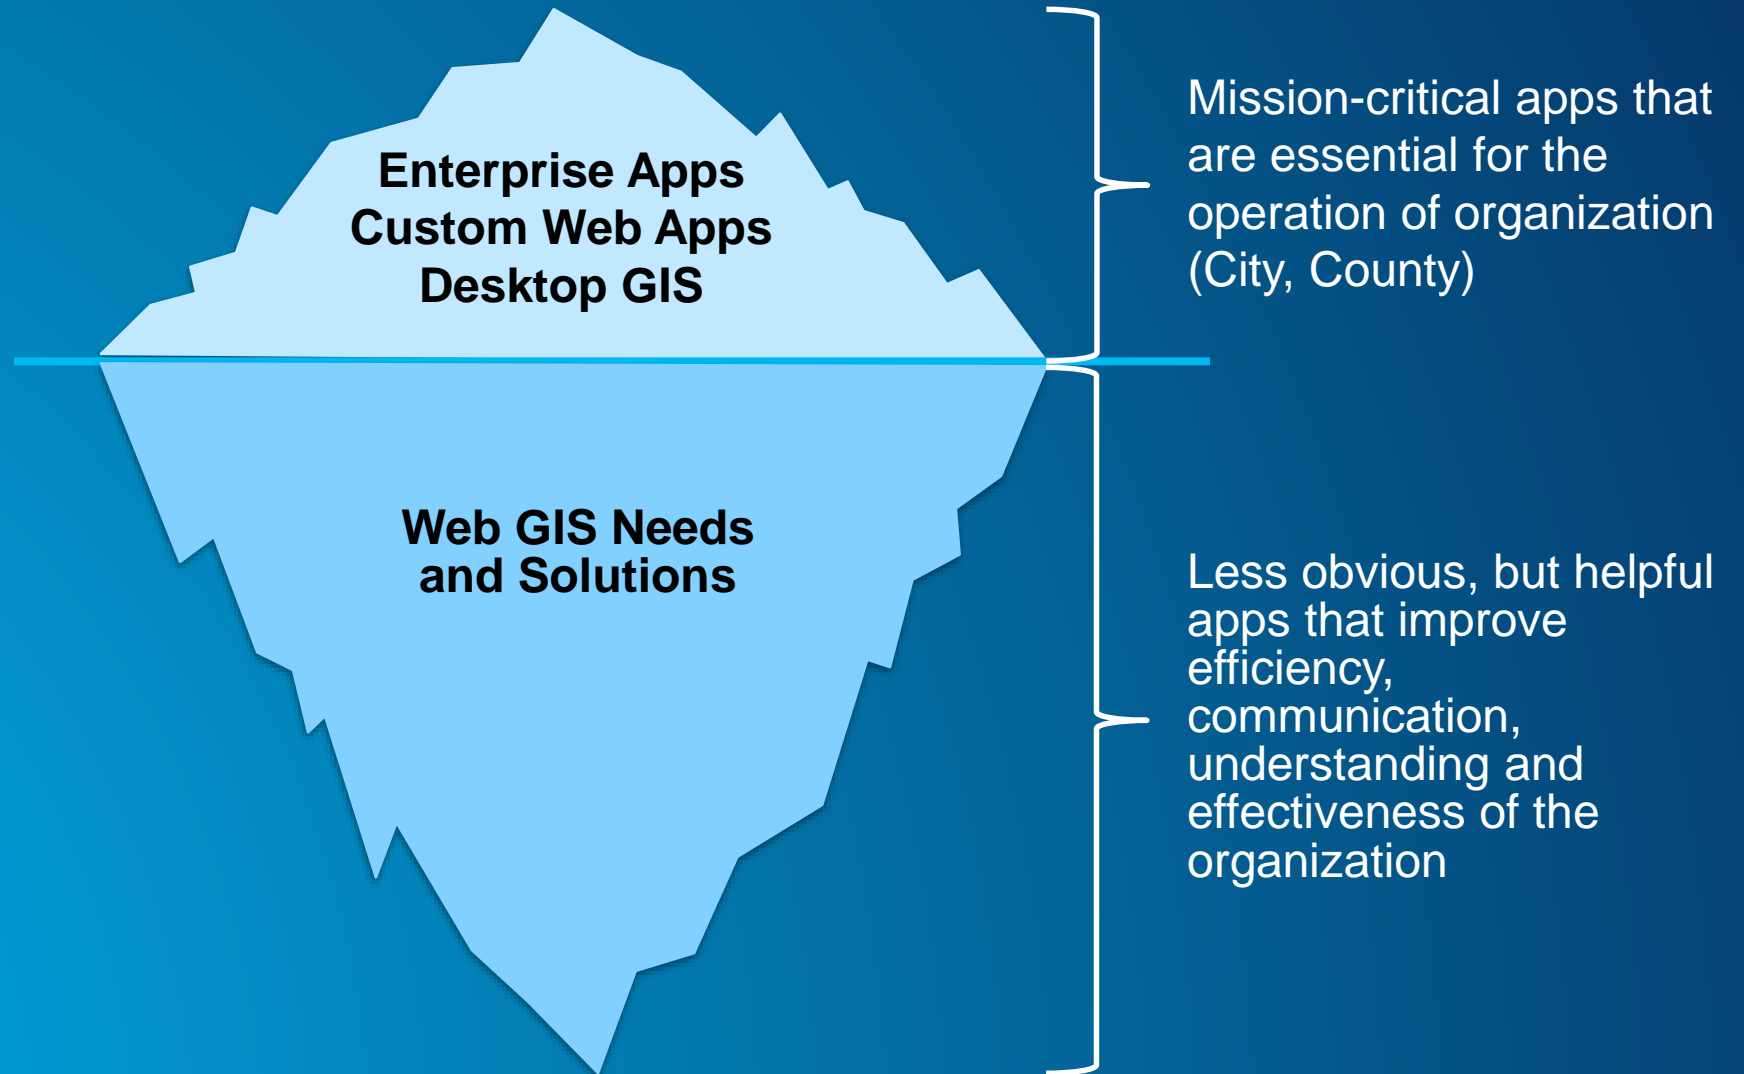 Enterprise Apps
Custom Web Apps
Desktop GIS
Mission-critical apps that
are essential for the
operation of organization
(City, County)
Web GIS Needs
and Solutions
Less obvious, but helpful
apps that improve
efficiency,
communication,
understanding and
effectiveness of the
organization